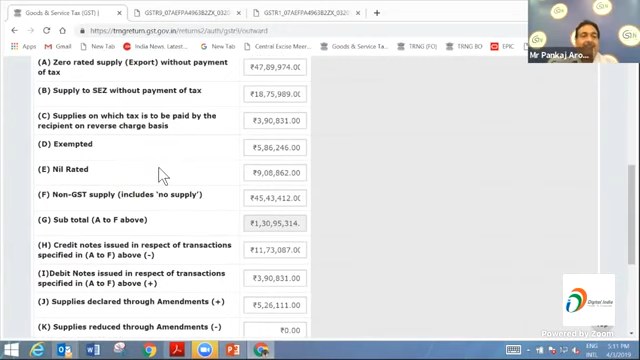 Goods & Service Tax (GST)
GSTR9_07AEFPA4963B2ZX_032
GSTR1_07AEFPA4963B2ZX_0320
https://trngreturn.gst.gov.in/returns2/auth/gstr9/outward
Gmail
YouTube
Maps
New Tab
India News, Latest
New Tab
Central Excise Meer
Goods & Service Tax
TRNG (FO)
TRNG BO
EC
(A) Zero rated supply (Export) without payment of tax
₹47,89,974.00
(B) Supply to SEZ without payment of tax
₹18,75,989.00
(C) Supplies on which tax is to be paid by the recipient on reverse charge basis
₹3,90,831.00
(D) Exempted
₹5,86,246.00
(E) Nil Rated
₹9,08,862.00
(F) Non-GST supply (includes 'no supply')
₹45,43,412.00
(G) Sub total (A to F above)
₹1,30,95,314.
(H) Credit notes issued in respect of transactions specified in (A to F) above (-)
₹11,73,087.00
(I)Debit Notes issued in respect of transactions specified in (A to F) above (+)
₹3,90,831.00
(J) Supplies declared through Amendments (+)
₹5,26,111.00
(K) Supplies reduced through Amendments (-)
₹0.00
Mr Pankaj Aro...
Digital India
Powered by Zoom
ENG
INTL
5:11 PM
4/3/2019